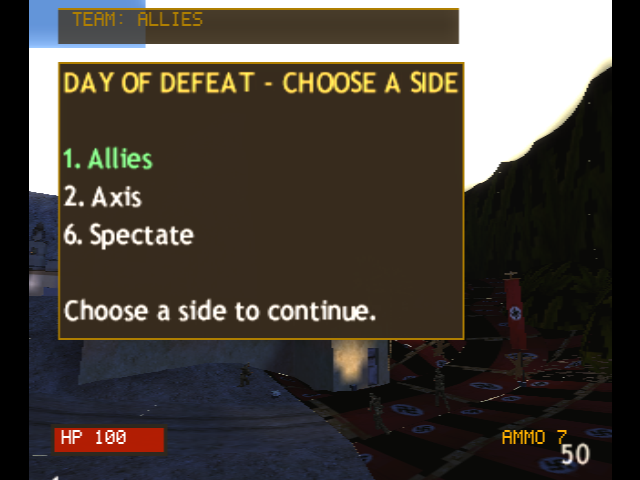 TEAM: ALLIES
DAY OF DEFEAT - CHOOSE A SIDE
1. Allies
2. Axis
6. Spectate
Choose a side to continue.
HP 100
AMMO 7
50